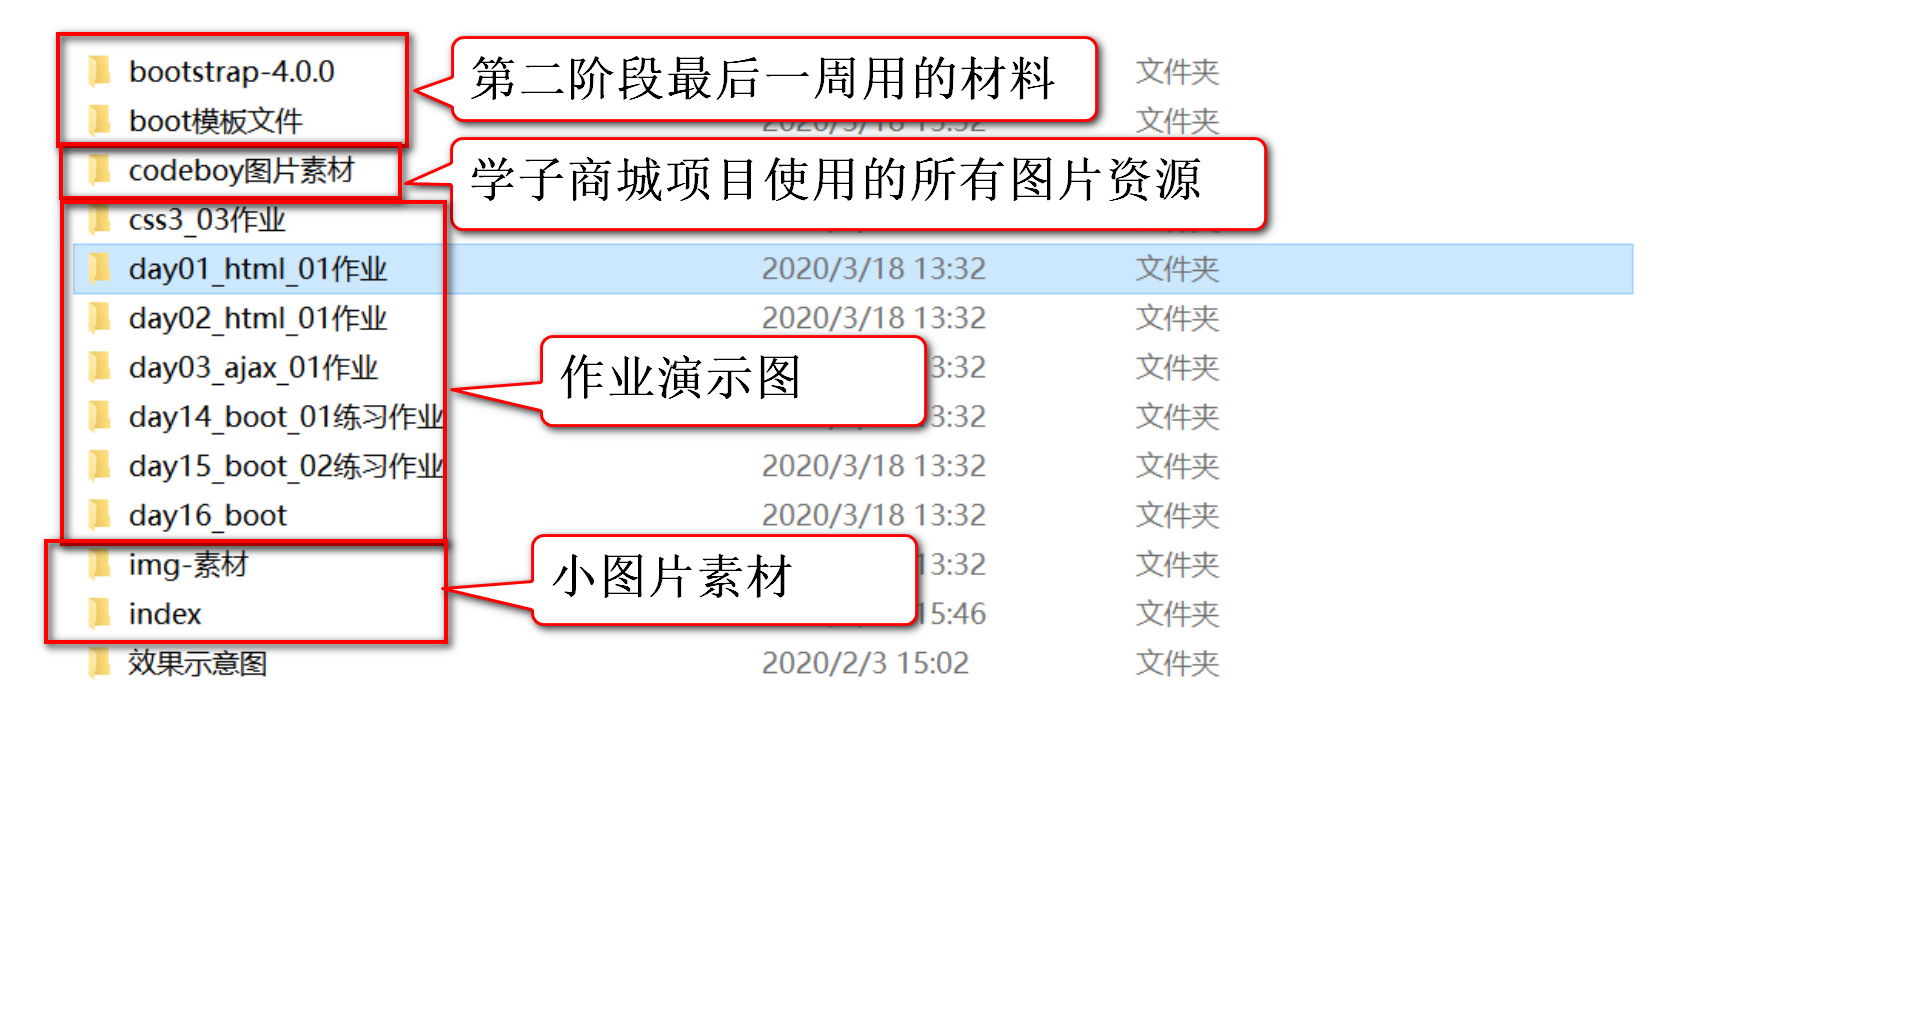 bootstrap-4.0.0 第二阶段最后一周用的材料 文件夹
boot模板文件 文件夹
codeboy图片素材 学子商城项目使用的所有图片资源
css3_03作业
day01_html_01作业 2020/3/18 13:32 文件夹
day02_html_01作业 2020/3/18 13:32 文件夹
day03_ajax_01作业 作业演示图 3:32 文件夹
day14_boot_01练习作业 3:32 文件夹
day15_boot_02练习作业 2020/3/18 13:32 文件夹
day16_boot 2020/3/18 13:32 文件夹
img-素材 小图片素材 13:32 文件夹
index 15:46 文件夹
效果示意图 2020/2/3 15:02 文件夹